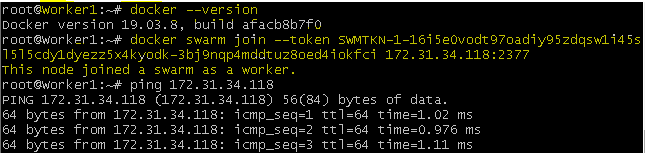 root@worker1:~# docker --version
Docker version 19.03.8, build afacb8b7f0
root@worker1:~# docker swarm join --token SWMTKN-1-16i5e0vodt97oadiy95zdqsw1i45s
l5l5cdy1dyezz5x4kyodk-3bj9nqp4mddtuz8oed4iokfci 172.31.34.118:2377
This node joined a swarm as a worker.
root@worker1:~# ping 172.31.34.118
PING 172.31.34.118 (172.31.34.118) 56(84) bytes of data.
64 bytes from 172.31.34.118: icmp_seq=1 ttl=64 time=1.02 ms
64 bytes from 172.31.34.118: icmp_seq=2 ttl=64 time=0.976 ms
64 bytes from 172.31.34.118: icmp_seq=3 ttl=64 time=1.11 ms